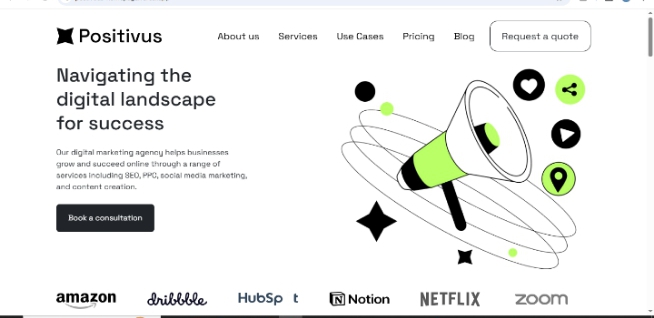 Positivus
About us Services Use Cases Pricing Blog Request a quote
Navigating the
digital landscape
for success
Our digital marketing agency helps businesses
grow and succeed online through a range of
services including SEO, PPC, social media marketing,
and content creation.
Book a consultation
amazon dribbble HubSp t Notion NETFLIX zoom